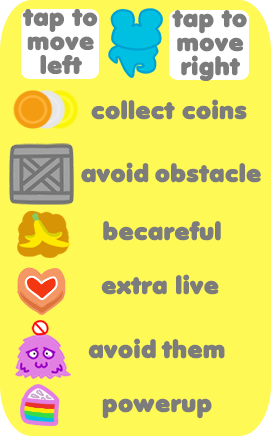 tap to
move
left
tap to
move
right
collect coins
avoid obstacle
becareful
extra live
avoid them
powerup